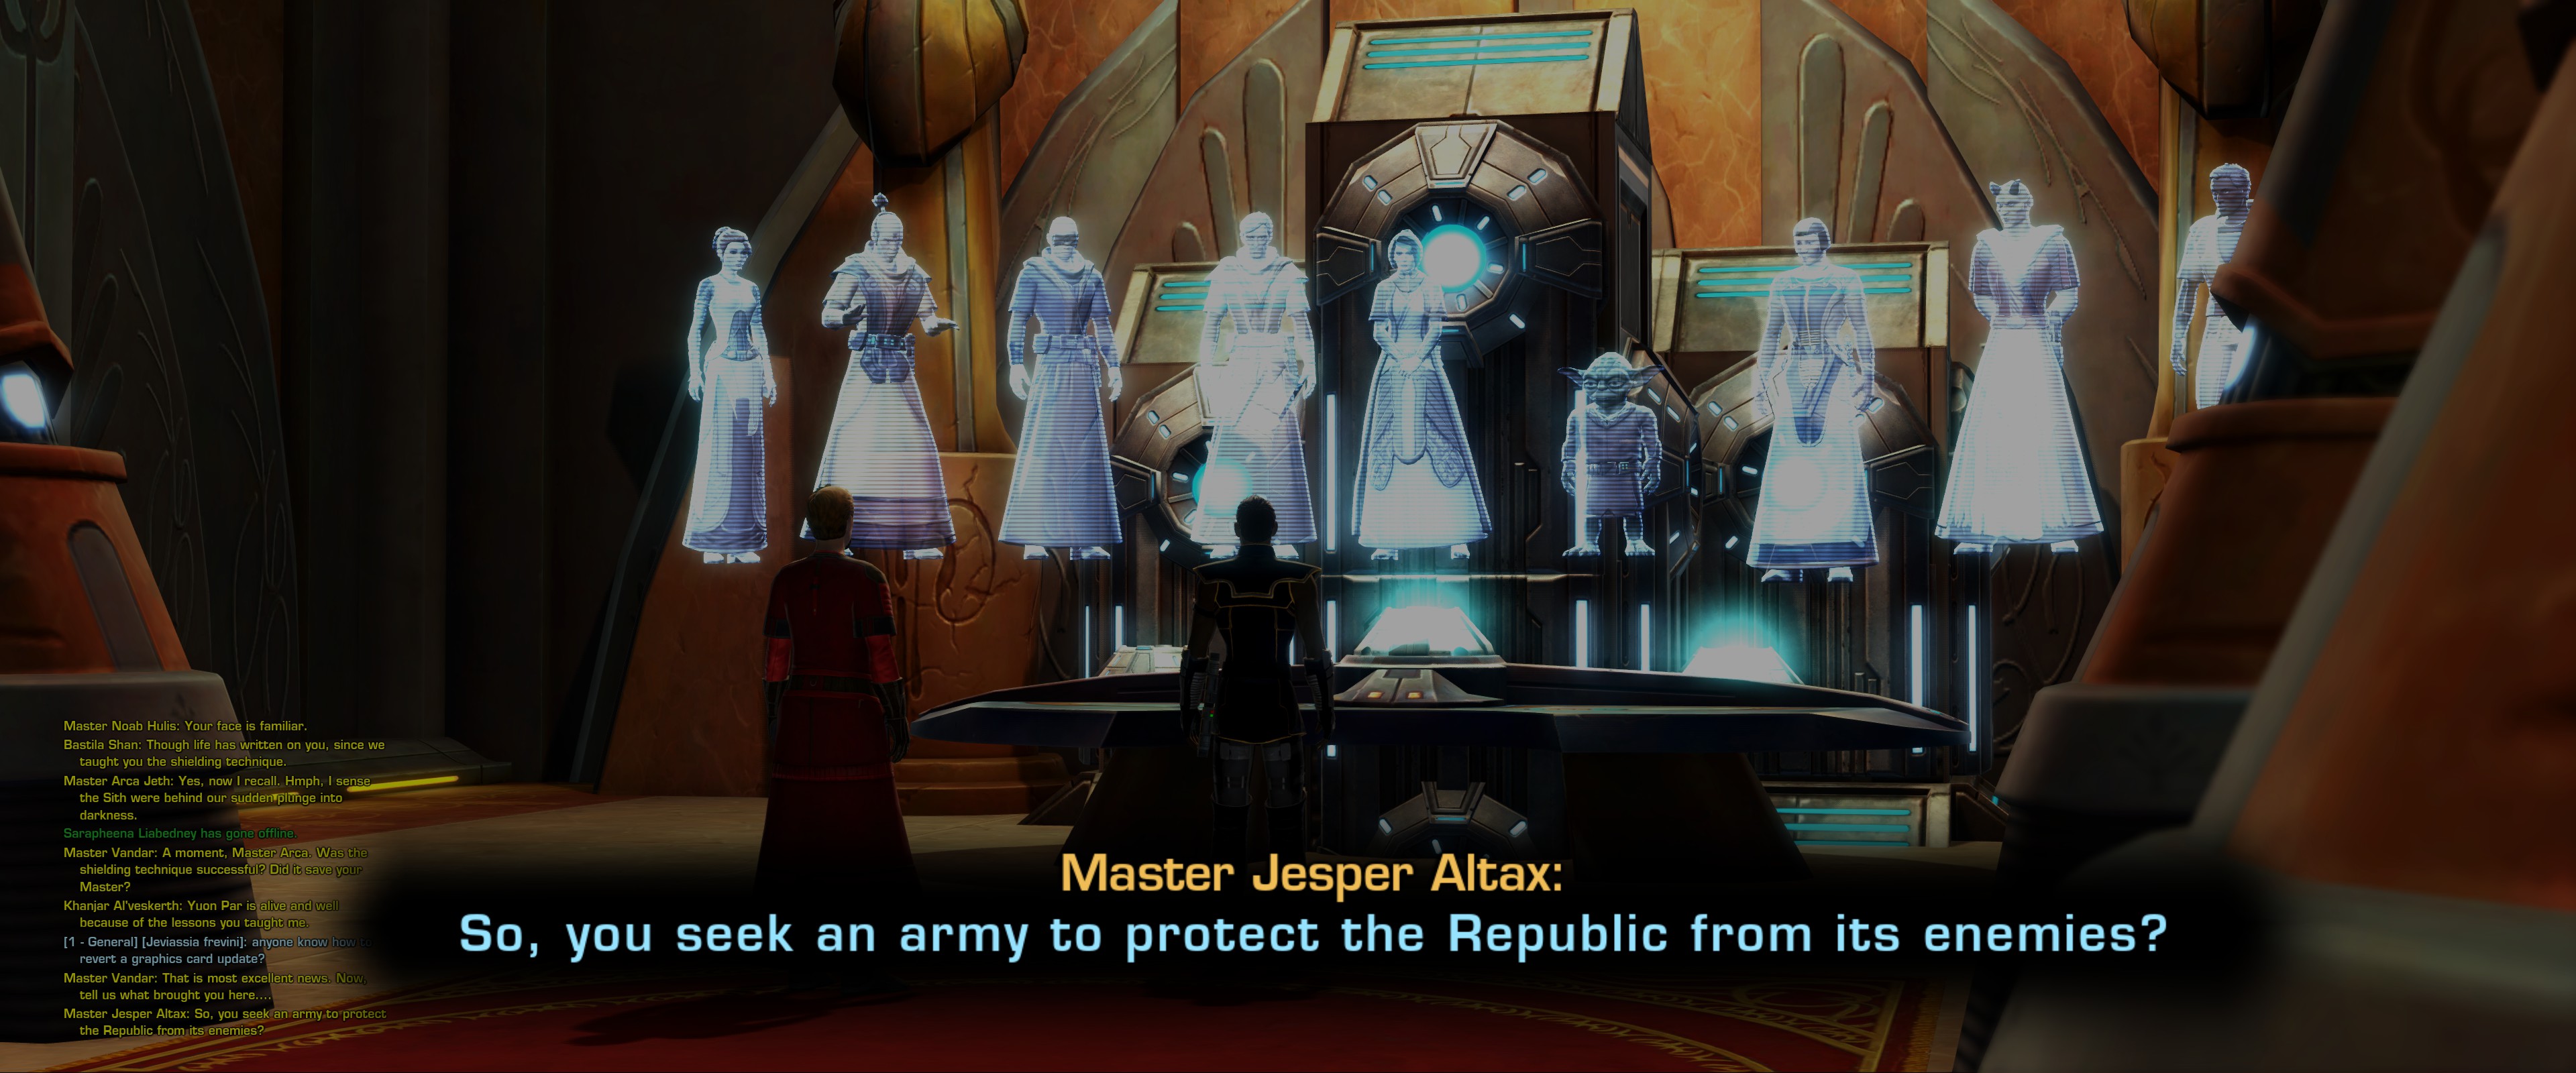 Master Noab Hulis: Your face is familiar.
Bastila Shan: Though life has written on you, since we
taught you the shielding technique.
Master Arca Jeth: Yes, now I recall. Hmph, I sense
the Sith were behind our sudden plunge into
darkness.
Sarapheena Liabedney has gone offline.
Master Vandar: A moment, Master Arca. Was the
shielding technique successful? Did it save your
Master?
Khanjar Al'veskerth: Yuon Par is alive and well
because of the lessons you taught me.
[1 - General] [Jeviassia frevini]: anyone know how to
revert a graphics card update?
Master Vandar: That is most excellent news. Now,
tell us what brought you here....
Master Jesper Altax: So, you seek an army to protect
the Republic from its enemies?
Master Jesper Altax:
So, you seek an army to protect the Republic from its enemies?